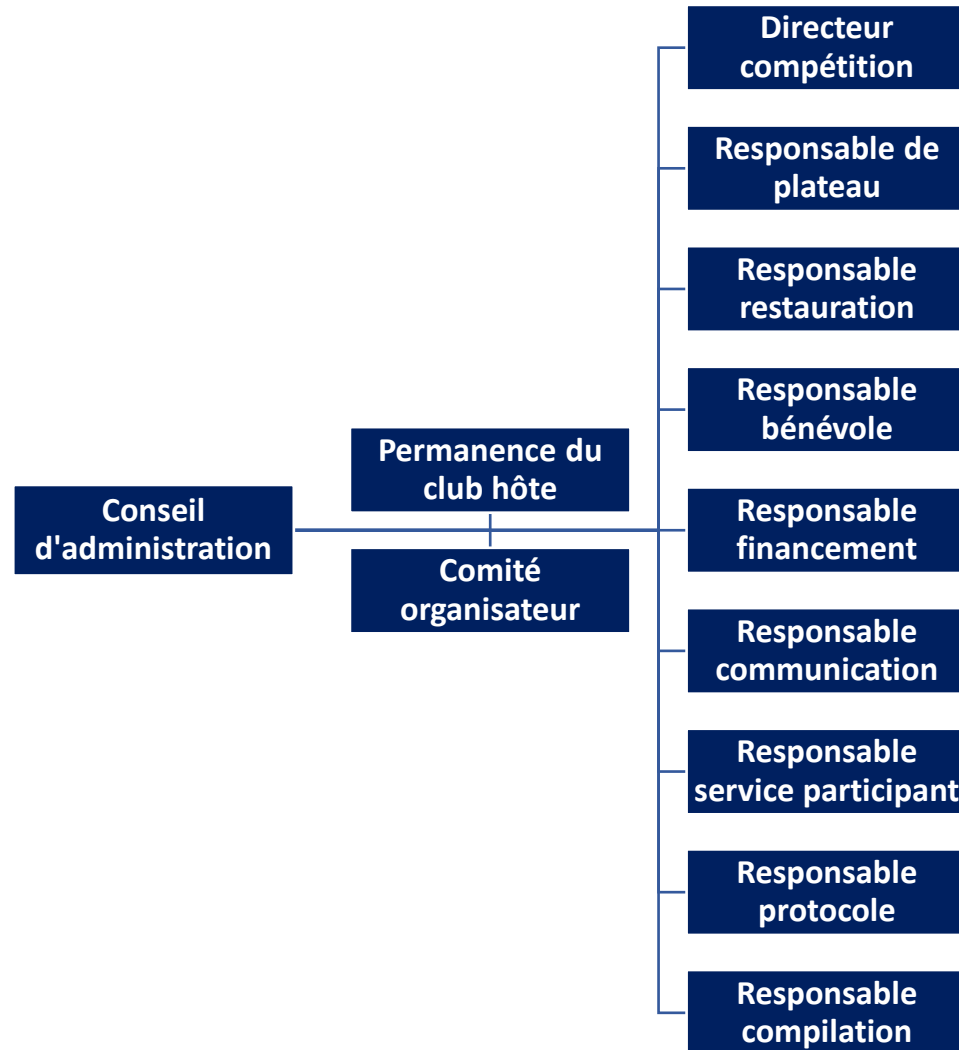 Conseil
d'administration
Permanence du
club hôte
Comité
organisateur
Directeur
compétition
Responsable de
plateau
Responsable
restauration
Responsable
bénévole
Responsable
financement
Responsable
communication
Responsable
service participant
Responsable
protocole
Responsable
compilation